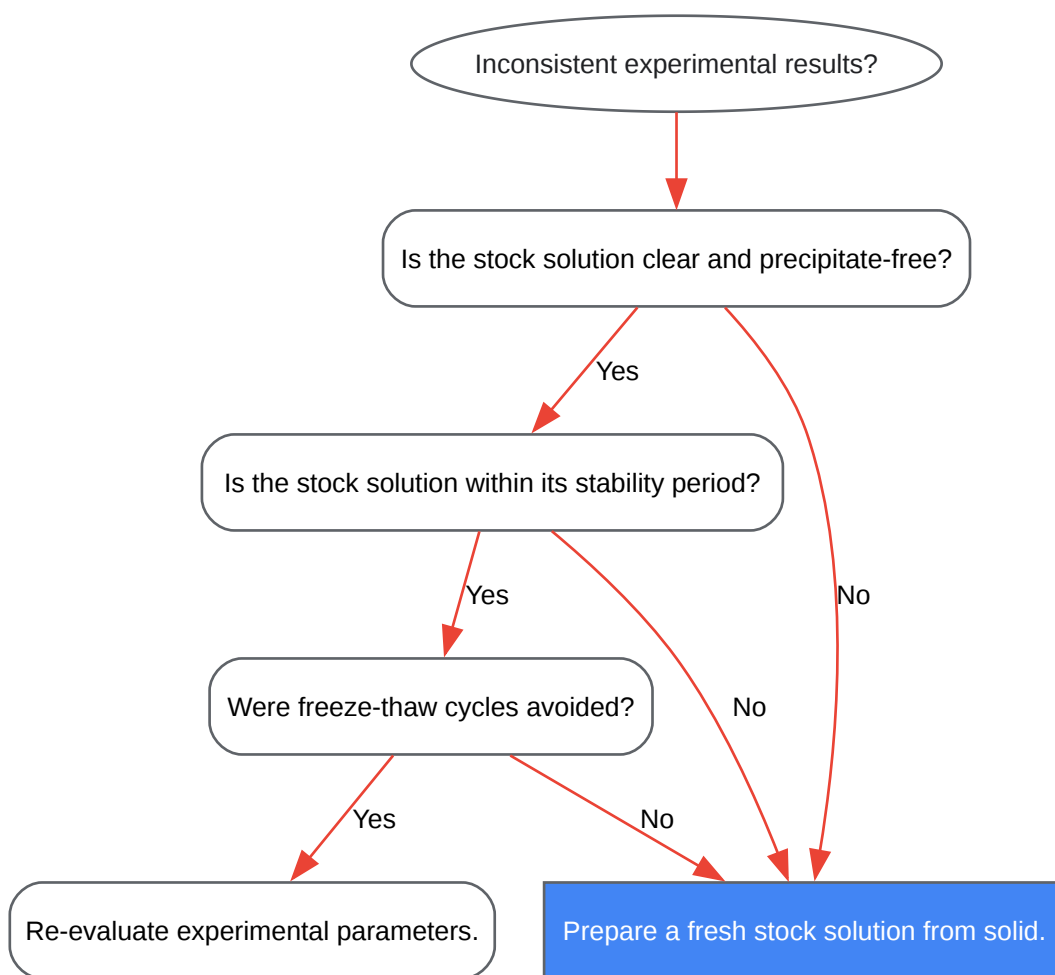 Inconsistent experimental results?
Is the stock solution clear and precipitate-free?
Yes
Is the stock solution within its stability period?
Yes
No
Were freeze-thaw cycles avoided?
No
Yes
No
Re-evaluate experimental parameters.
Prepare a fresh stock solution from solid.